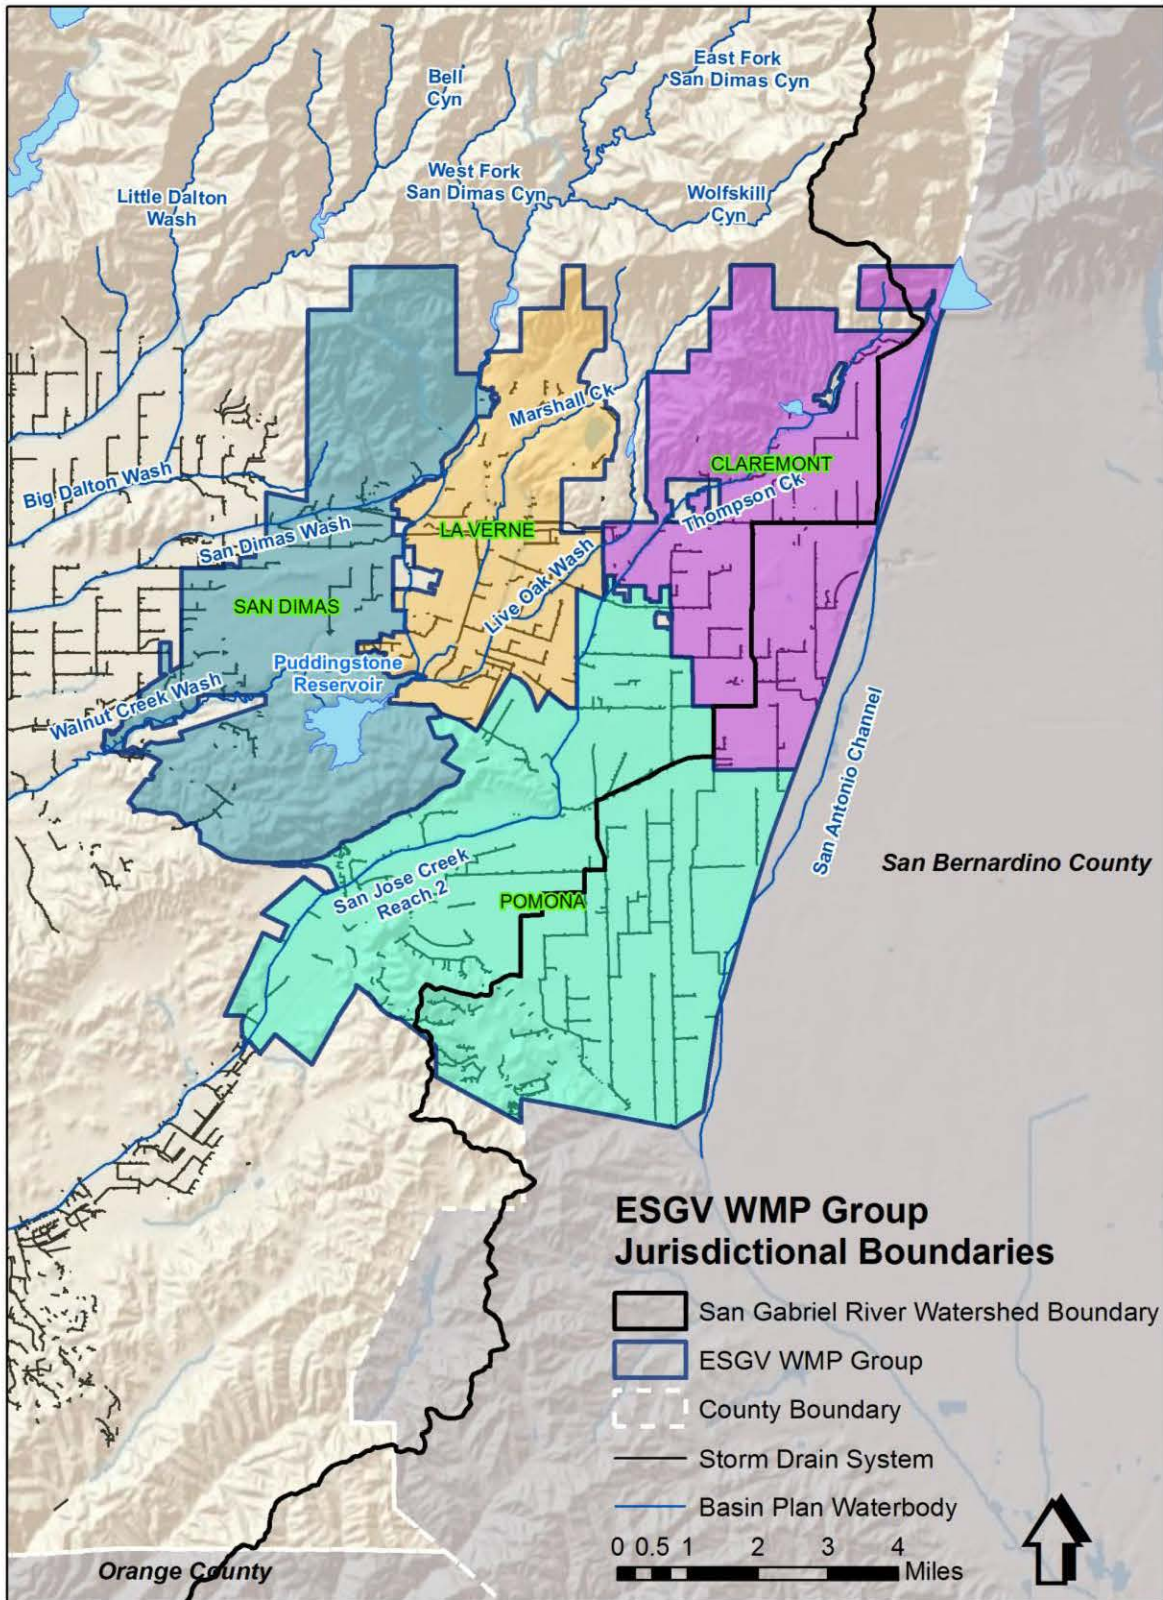 East Fork
San Dimas Cyn
Bell
Cyn
West Fork
San Dimas Cyn
Wolfskill
Cyn
Little Dalton
Wash
Marshall Ck
CLAREMONT
Big Dalton Wash
Thompson Ck
San Dimas Wash
LA VERNE
Live Oak Wash
SAN DIMAS
Puddingstone
Reservoir
Walnut Creek Wash
San Antonio Channel
San Bernardino County
San Jose Creek
Reach 2
POMONA
ESGV WMP Group
Jurisdictional Boundaries
San Gabriel River Watershed Boundary
ESGV WMP Group
County Boundary
Storm Drain System
Basin Plan Waterbody
0 0.5 1 2 3 4
Miles
Orange County